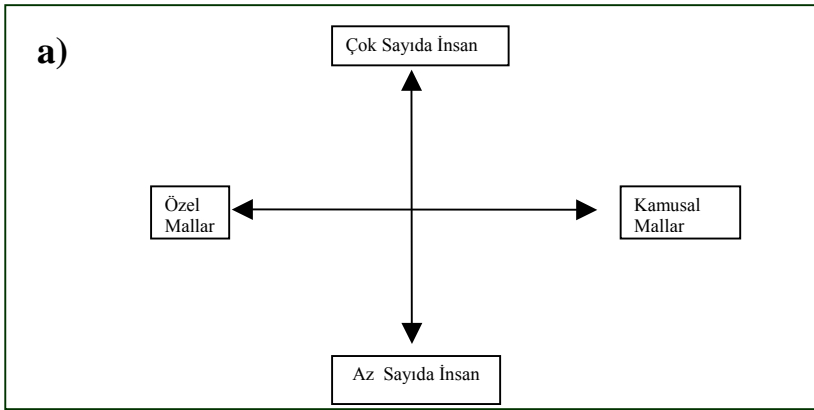 a)
Çok Sayıda İnsan
Özel
Mallar
Kamusal
Mallar
Az Sayıda İnsan